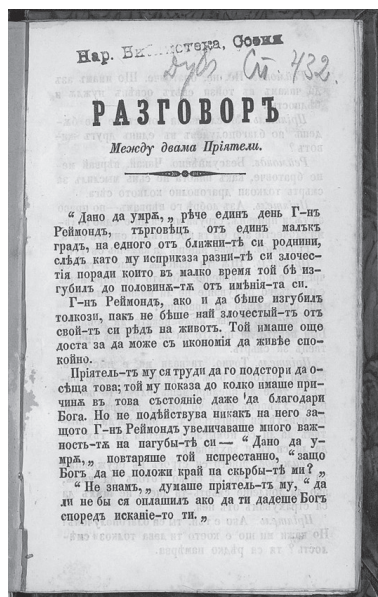 Нар. Библиотека, София
Дуб. Сп. 432.
РАЗГОВОРЪ
Между двама Пріятели.
“ Дано да умрѫ, „ рѣче единъ день Г-нъ
Реймондъ, търговѣцъ отъ единъ малъкъ
градъ, на едного отъ ближни-тѣ си роднини,
слѣдъ като му исприказа разни-тѣ си злочес-
тія поради които въ малко время той бѣ из-
губилъ до половинѫ-тѫ отъ имѣнія-та си.
Г-нъ Реймондъ, ако и да бѣше изгубилъ
толкози, пакъ не бѣше най злочестый-тъ отъ
свой-тъ си рѣдъ на животъ. Той имаше още
доста за да може съ икономія да живѣе спо-
койно.
Пріятель-тъ му ся труди да го подстори да о-
сѣща това; той му показа до колко имаше при-
чинѫ въ това състояніе даже да благодари
Бога. Но не подѣйствува никакъ на него за-
щото Г-нъ Реймондъ увеличаваше много важ-
ность-тѫ на пагубы-тѣ си — “ Дано да у-
мрѫ, „ повтаряше той испрестанно, “ защо
Богъ да не положи край па скърбы-тѣ ми? „
“ Не знамъ, „ думаше пріятель-тъ му, “ да
ли не бы ся оплашилъ ако да ти дадеше Богъ
според исканіе-то ти. „